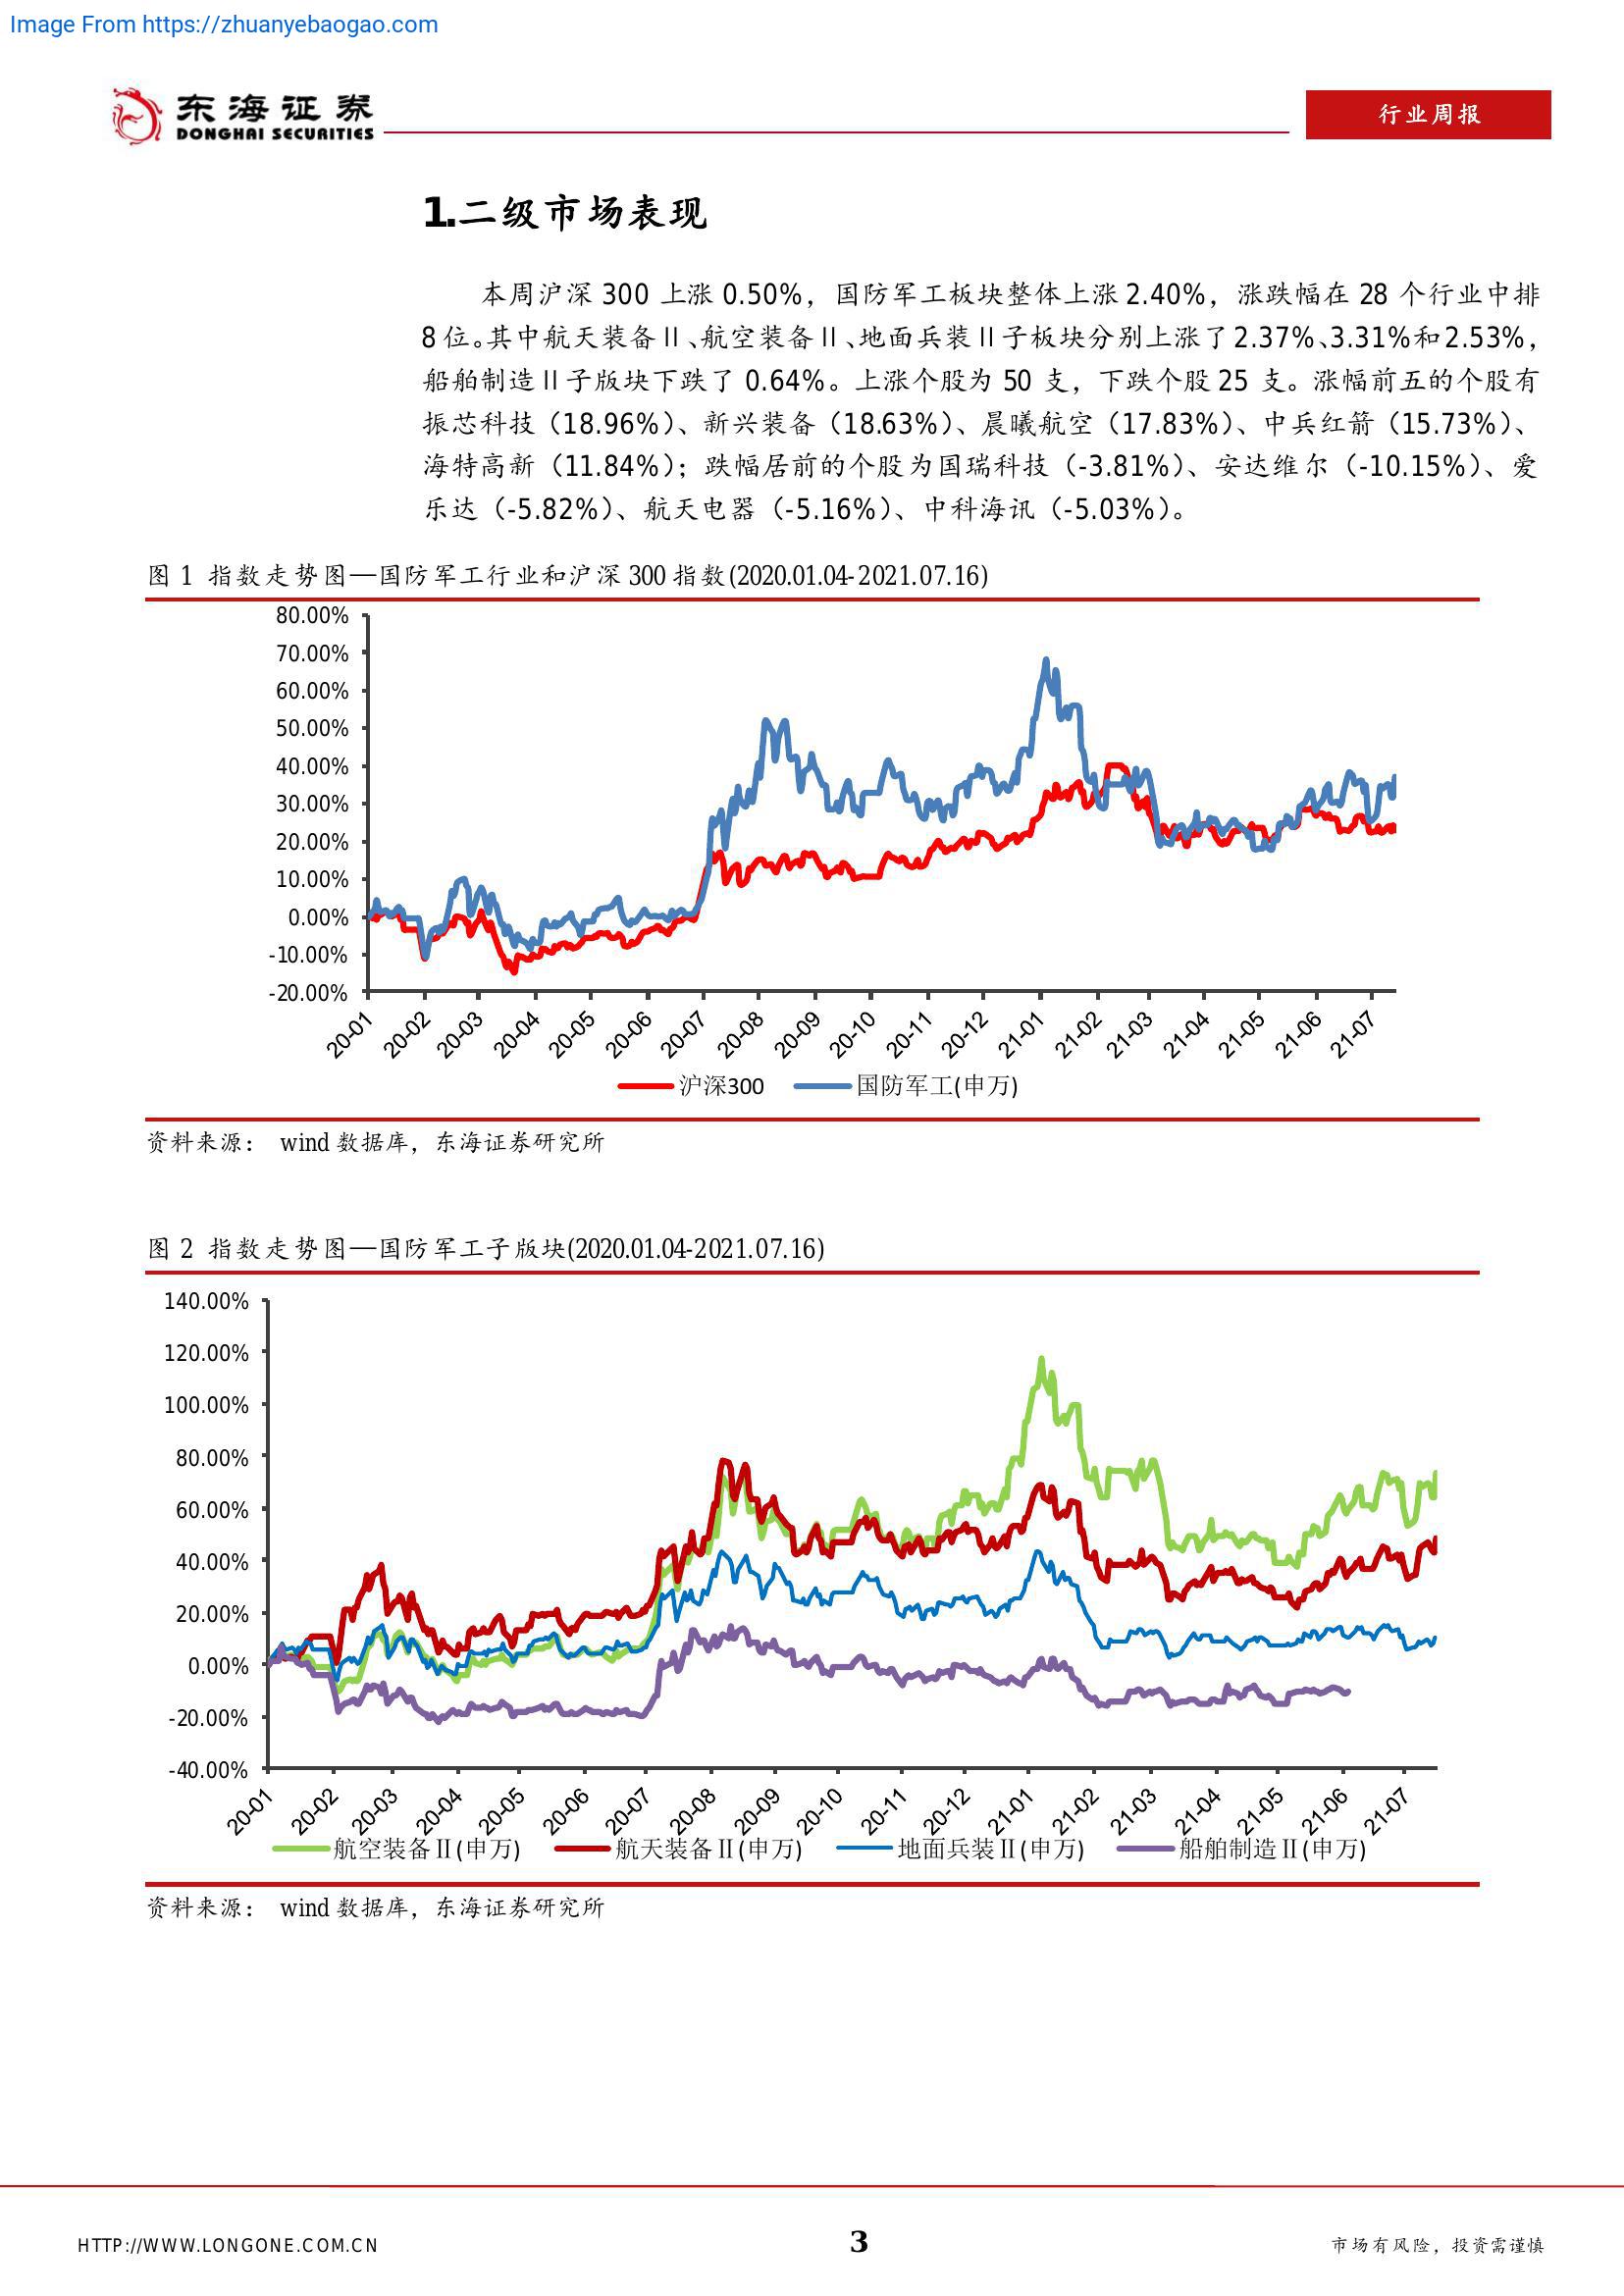 Image From https://zhuanyebaogao.com
东海证券
DONGHAI SECURITIES
行业周报
1.二级市场表现
本周沪深 300 上涨 0.50%，国防军工板块整体上涨 2.40%，涨跌幅在 28 个行业中排
8 位。其中航天装备Ⅱ、航空装备Ⅱ、地面兵装Ⅱ子板块分别上涨了 2.37%、3.31%和 2.53%，
船舶制造Ⅱ子版块下跌了 0.64%。上涨个股为 50 支，下跌个股 25 支。涨幅前五的个股有
振芯科技（18.96%）、新兴装备（18.63%）、晨曦航空（17.83%）、中兵红箭（15.73%）、
海特高新（11.84%）；跌幅居前的个股为国瑞科技（-3.81%）、安达维尔（-10.15%）、爱
乐达（-5.82%）、航天电器（-5.16%）、中科海讯（-5.03%）。
图 1 指数走势图—国防军工行业和沪深 300 指数(2020.01.04-2021.07.16)
80.00%
70.00%
60.00%
50.00%
40.00%
30.00%
20.00%
10.00%
0.00%
-10.00%
-20.00%
20-01 20-02 20-03 20-04 20-05 20-06 20-07 20-08 20-09 20-10 20-11 20-12 21-01 21-02 21-03 21-04 21-05 21-06 21-07
沪深300 国防军工(申万)
资料来源： wind 数据库，东海证券研究所
图 2 指数走势图—国防军工子版块(2020.01.04-2021.07.16)
140.00%
120.00%
100.00%
80.00%
60.00%
40.00%
20.00%
0.00%
-20.00%
-40.00%
20-01 20-02 20-03 20-04 20-05 20-06 20-07 20-08 20-09 20-10 20-11 20-12 21-01 21-02 21-03 21-04 21-05 21-06 21-07
航空装备Ⅱ(申万) 航天装备Ⅱ(申万) 地面兵装Ⅱ(申万) 船舶制造Ⅱ(申万)
资料来源： wind 数据库，东海证券研究所
HTTP://WWW.LONGONE.COM.CN 3 市场有风险，投资需谨慎